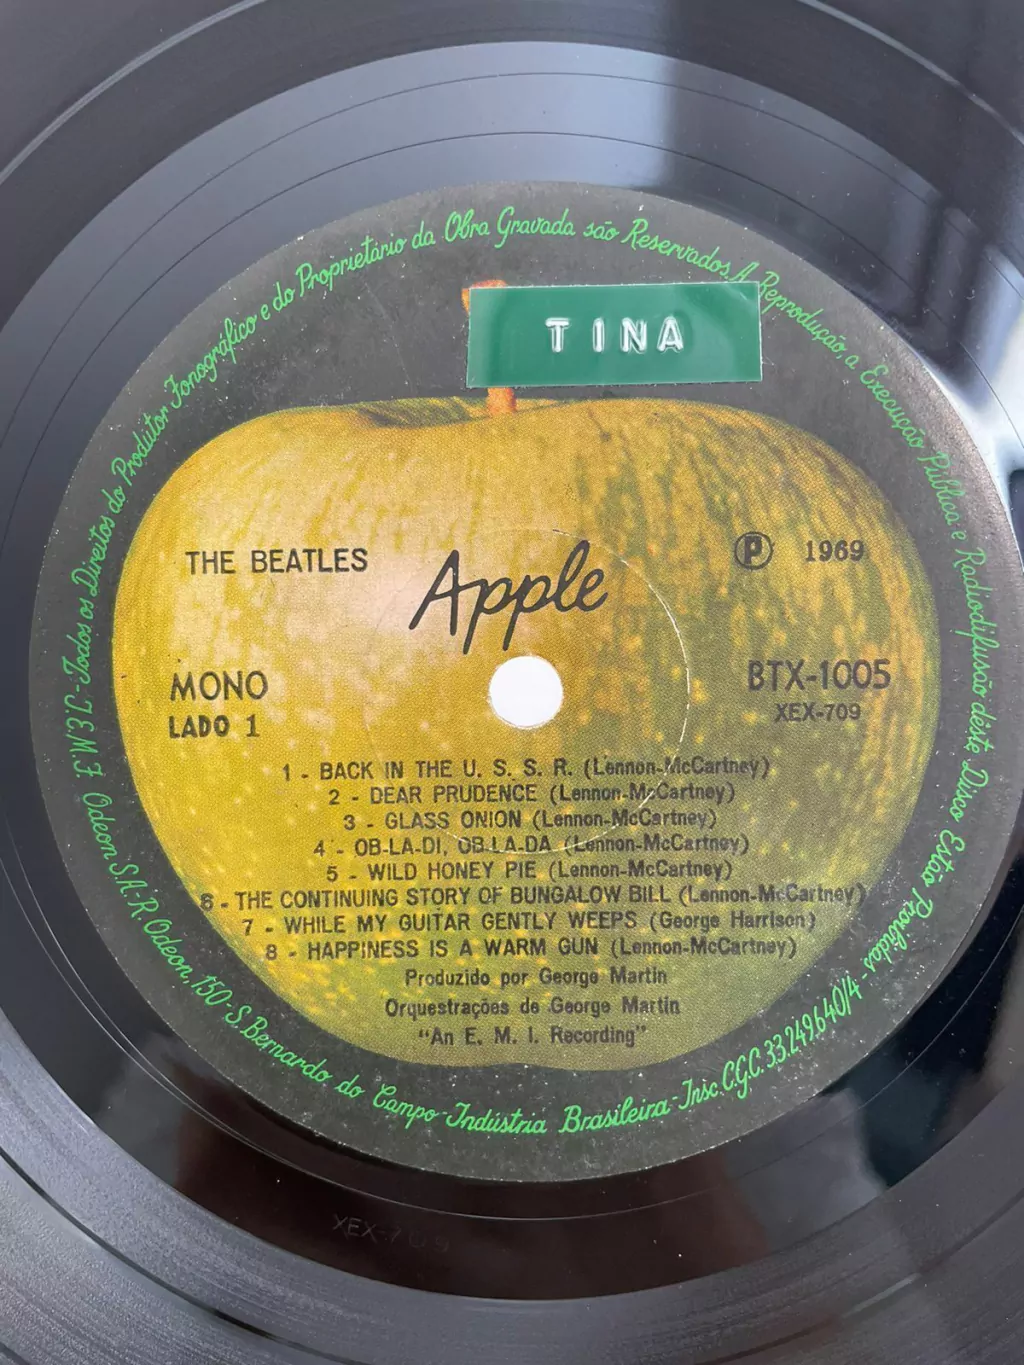 Todos os Direitos do Produtor Fonográfico e do Proprietário da Obra Gravada são Reservados. A Reprodução, a Execução Pública e Radiodifusão dêste Disco Estão Proibidas -
TINA
THE BEATLES
Apple
Ⓟ 1969
MONO
LADO 1
BTX-1005
XEX-709
1 - BACK IN THE U. S. S. R. (Lennon-McCartney)
2 - DEAR PRUDENCE (Lennon-McCartney)
3 - GLASS ONION (Lennon-McCartney)
4 - OB-LA-DI, OB-LA-DA (Lennon-McCartney)
5 - WILD HONEY PIE (Lennon-McCartney)
6 - THE CONTINUING STORY OF BUNGALOW BILL (Lennon-McCartney)
7 - WHILE MY GUITAR GENTLY WEEPS (George Harrison)
8 - HAPPINESS IS A WARM GUN (Lennon-McCartney)
Produzido por George Martin
Orquestrações de George Martin
"An E. M. I. Recording"
Odeon S.A. - R. Odeon, 150 - S. Bernardo do Campo - Indústria Brasileira - Insc. C.G.C. 33.249.640/4 -
XEX-709